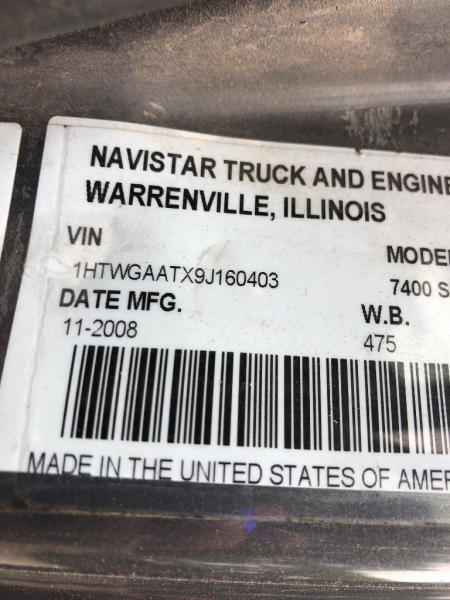 NAVISTAR TRUCK AND ENGINE
WARRENVILLE, ILLINOIS
VIN
MODEL
1HTWGAATX9J160403
7400 S
DATE MFG.
W.B.
11-2008
475
MADE IN THE UNITED STATES OF AMER